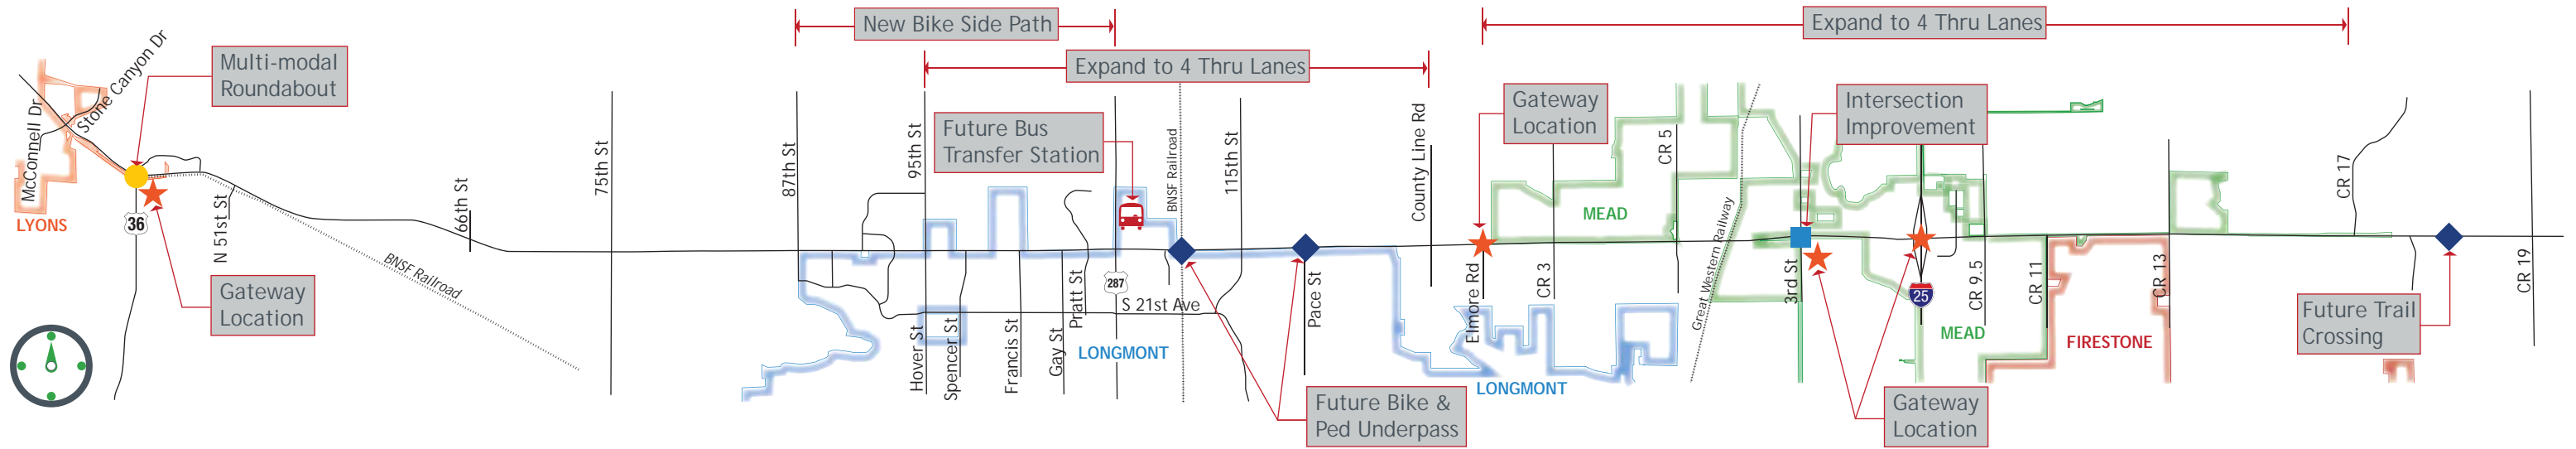 New Bike Side Path
Expand to 4 Thru Lanes
Expand to 4 Thru Lanes
McConnell Dr
Stone Canyon Dr
Multi-modal
Roundabout
LYONS
36
N 51st St
Gateway
Location
BNSF Railroad
66th St
75th St
87th St
95th St
Future Bus
Transfer Station
BNSF Railroad
115th St
287
S 21st Ave
Hover St
Spencer St
Francis St
Gay St
Pratt St
LONGMONT
Pace St
Future Bike &
Ped Underpass
County Line Rd
Gateway
Location
Elmore Rd
CR 3
LONGMONT
MEAD
CR 5
Great Western Railway
Intersection
Improvement
3rd St
25
Gateway
Location
MEAD
CR 9.5
CR 11
FIRESTONE
CR 13
CR 17
Future Trail
Crossing
CR 19